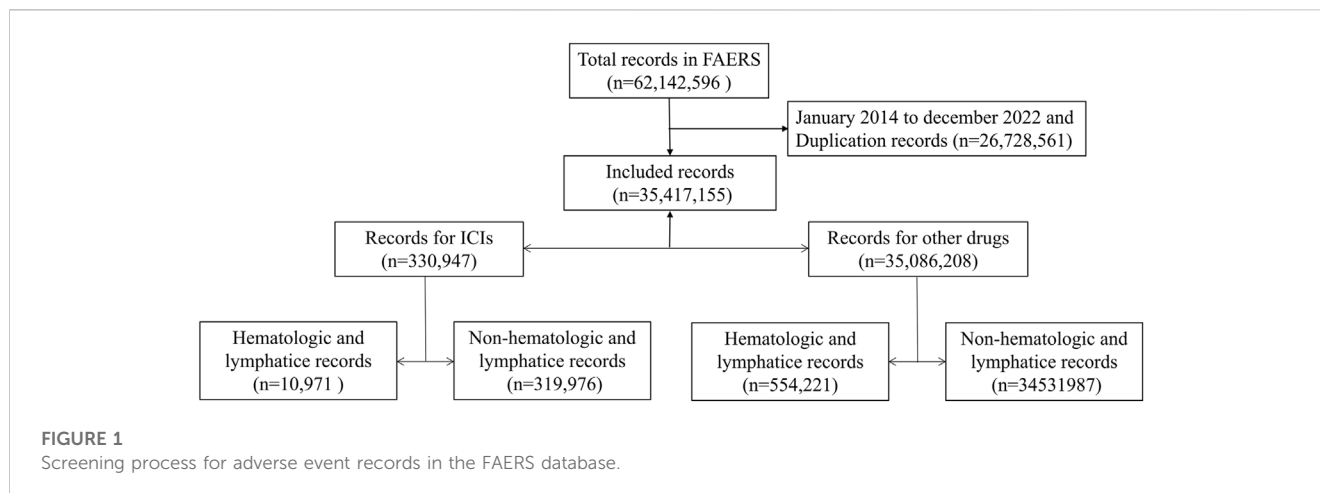 Total records in FAERS
(n=62,142,596 )
January 2014 to december 2022 and
Duplication records (n=26,728,561)
Included records
(n=35,417,155)
Records for ICIs
(n=330,947)
Records for other drugs
(n=35,086,208)
Hematologic and
lymphatice records
(n=10,971 )
Non-hematologic and
lymphatice records
(n=319,976)
Hematologic and
lymphatice records
(n=554,221)
Non-hematologic and
lymphatice records
(n=34531987)
FIGURE 1
Screening process for adverse event records in the FAERS database.